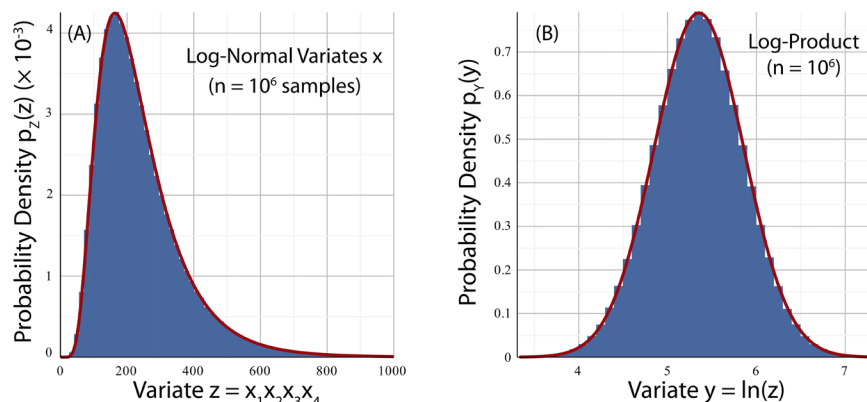 (A)
Log-Normal Variates x
(n = 10⁶ samples)
Probability Density p_Z(z) (× 10⁻³)
4
3
2
1
0
0 200 400 600 800 1000
Variate z = x₁x₂x₃x₄
(B)
Log-Product
(n = 10⁶)
Probability Density p_Y(y)
0.7
0.6
0.5
0.4
0.3
0.2
0.1
0
4 5 6 7
Variate y = ln(z)